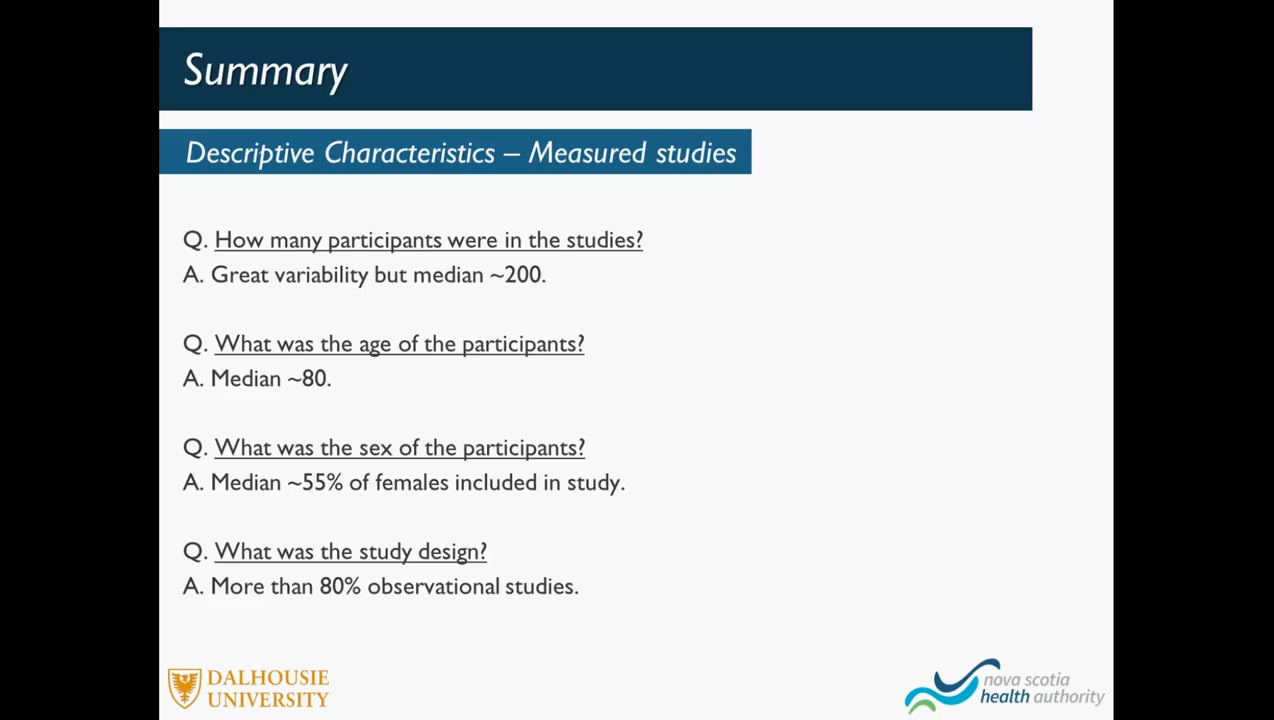 Summary
Descriptive Characteristics – Measured studies
Q. How many participants were in the studies?
A. Great variability but median ~200.
Q. What was the age of the participants?
A. Median ~80.
Q. What was the sex of the participants?
A. Median ~55% of females included in study.
Q. What was the study design?
A. More than 80% observational studies.
DALHOUSIE
UNIVERSITY
nova scotia
health authority